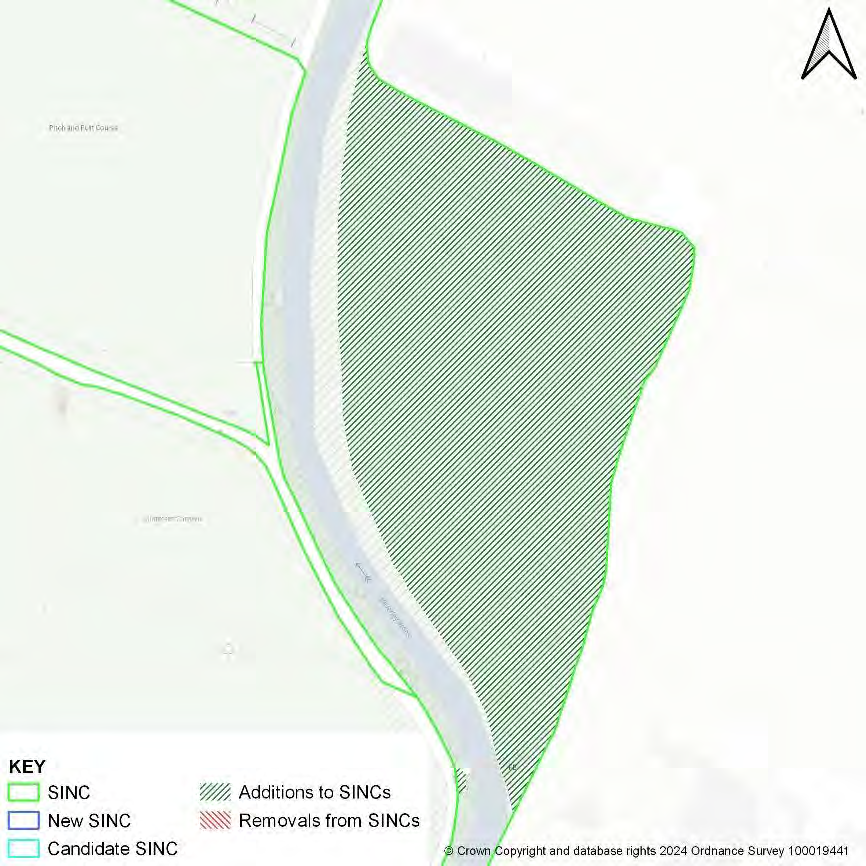 Pitch and Putt Course
FB
KEY
SINC
New SINC
Candidate SINC
Additions to SINCs
Removals from SINCs
© Crown Copyright and database rights 2024 Ordnance Survey 100019441